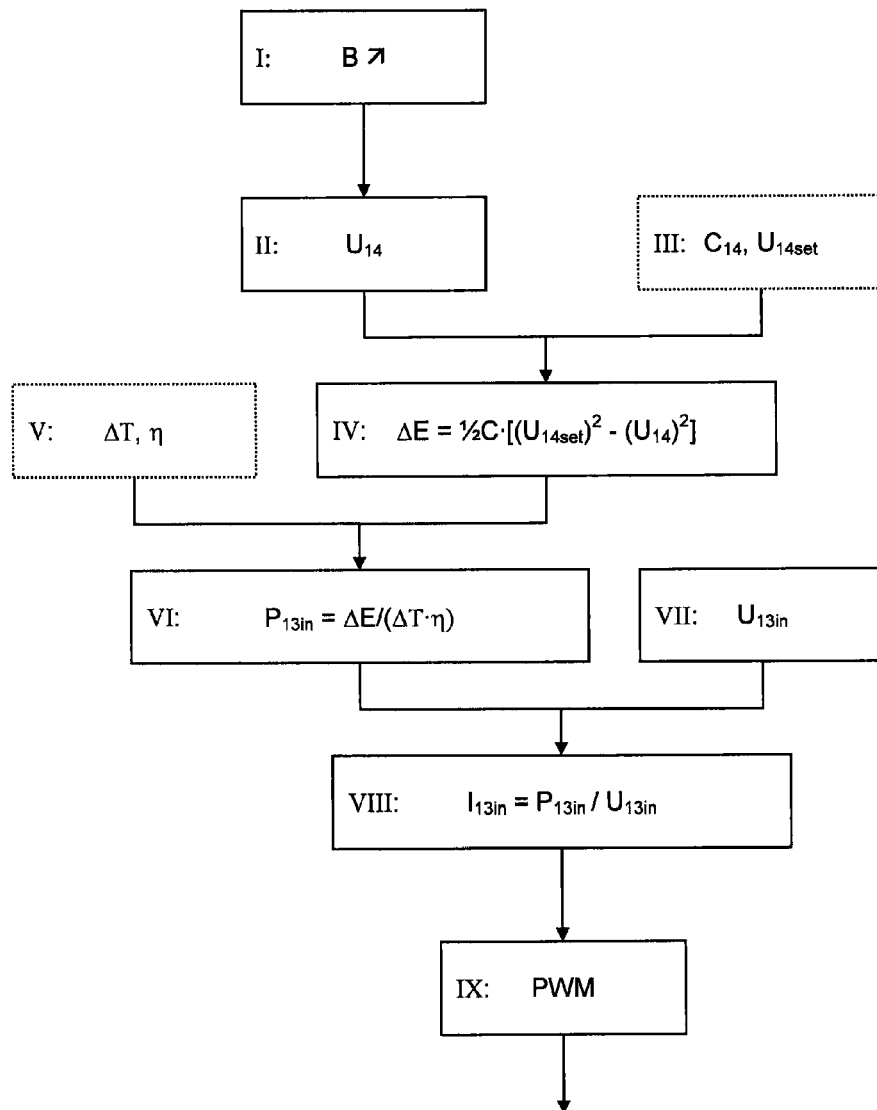 I: B ↗
II: U₁₄
III: C₁₄, U₁₄set
V: ΔT, η
IV: ΔE = ½C·[(U₁₄set)² - (U₁₄)²]
VI: P₁₃in = ΔE/(ΔT·η)
VII: U₁₃in
VIII: I₁₃in = P₁₃in / U₁₃in
IX: PWM